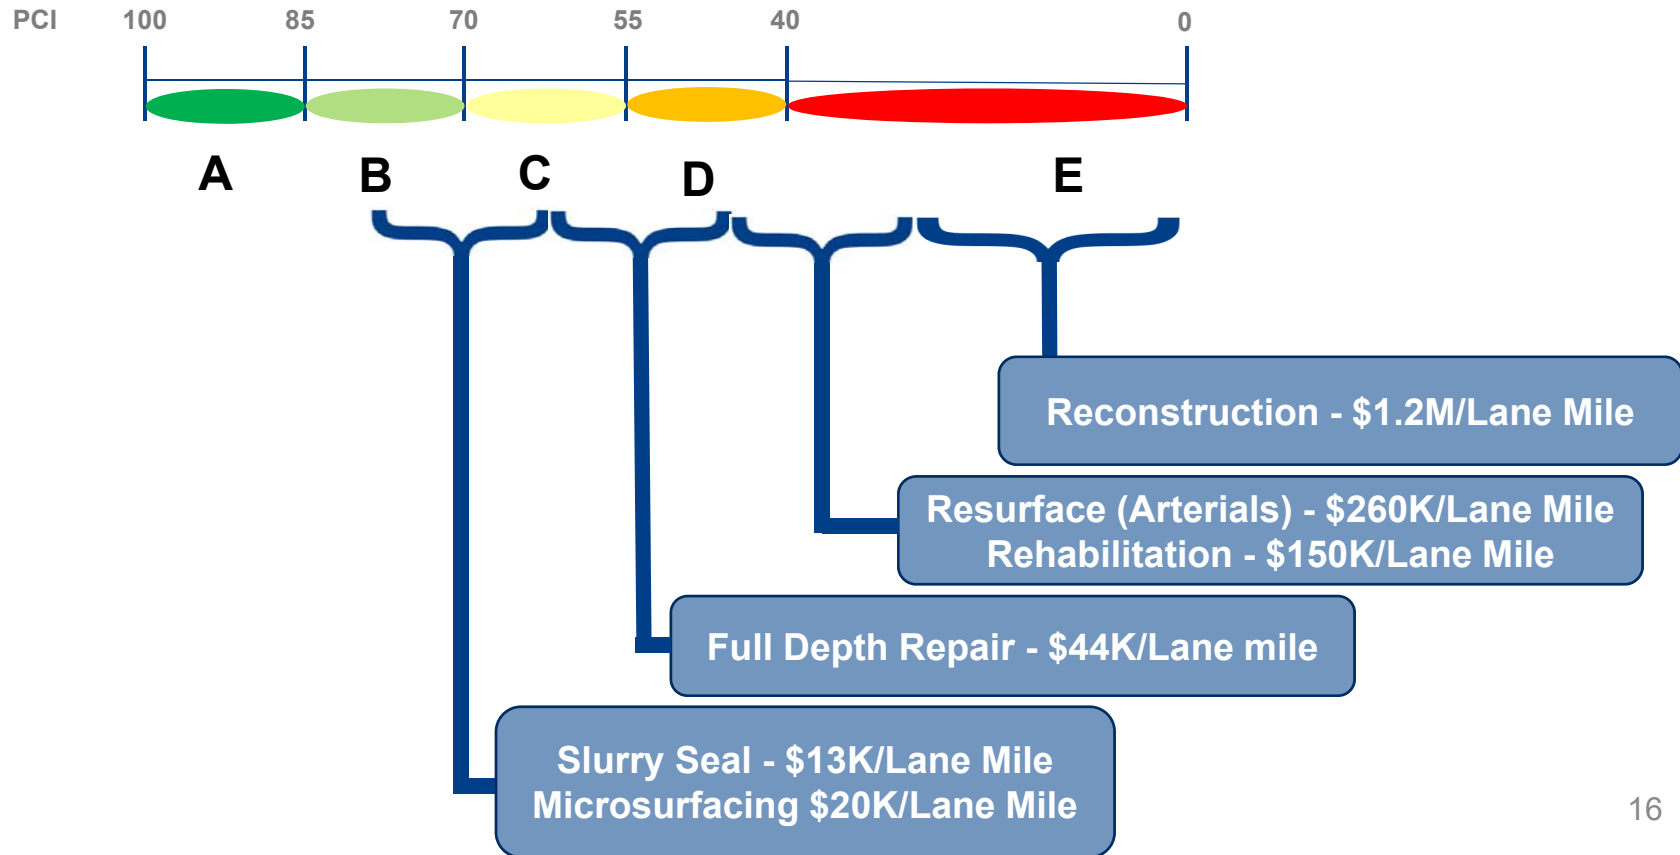 PCI 100 85 70 55 40 0
A B C D E
Reconstruction - $1.2M/Lane Mile
Resurface (Arterials) - $260K/Lane Mile
Rehabilitation - $150K/Lane Mile
Full Depth Repair - $44K/Lane mile
Slurry Seal - $13K/Lane Mile
Microsurfacing $20K/Lane Mile
16